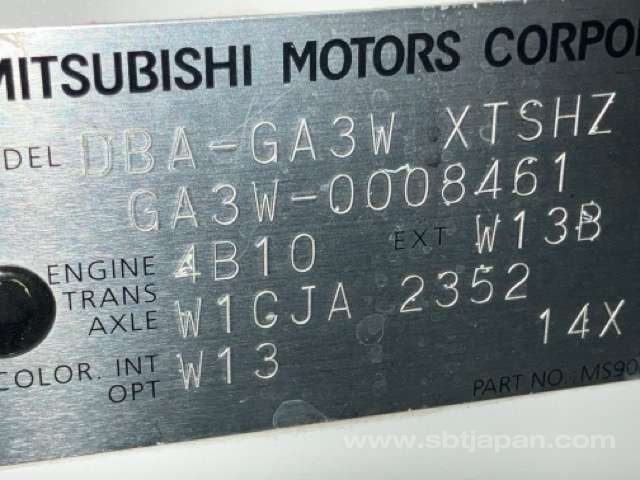 MITSUBISHI MOTORS CORPO
DEL DBA-GA3W XTSHZ
GA3W-0008461
ENGINE 4B10 EXT W13B
TRANS
AXLE W1CJA 2352
14X
COLOR. INT W13
OPT
PART NO. MS90
www.sbtjapan.com